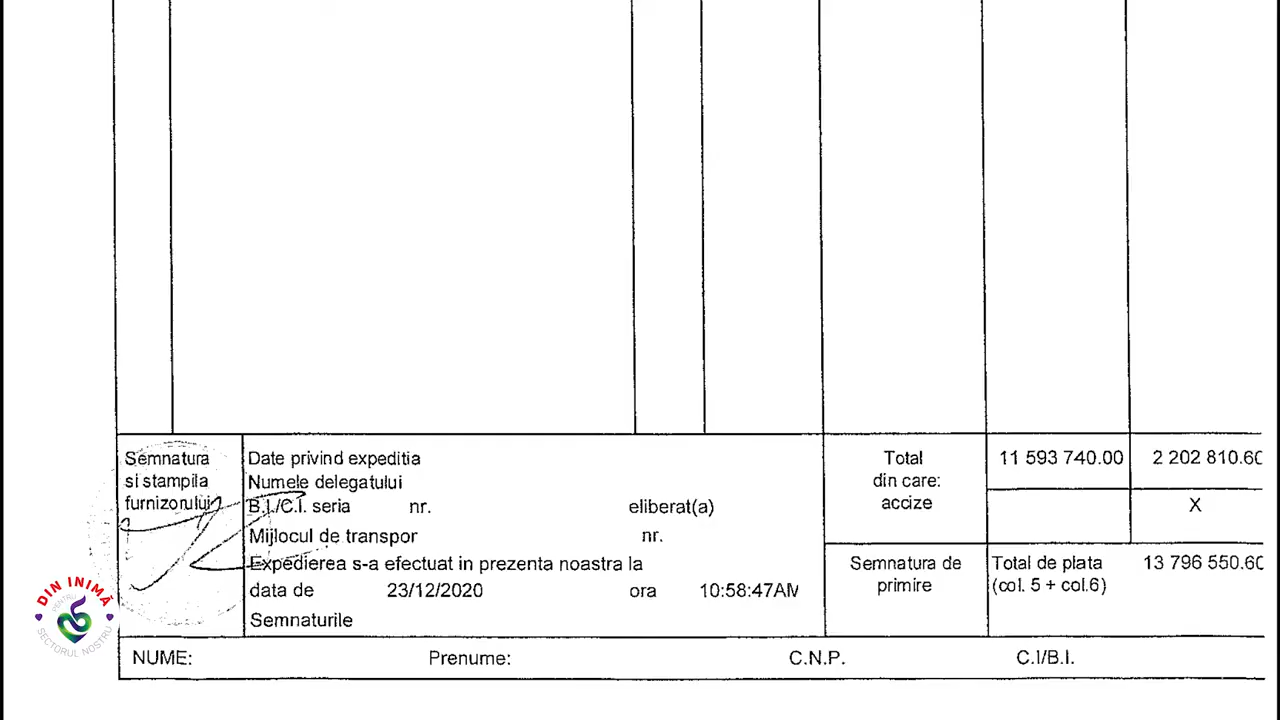 Semnatura
si stampila
furnizorului
Date privind expeditia
Numele delegatului
B.I./C.I. seria nr. eliberat(a)
Mijlocul de transpor nr.
Expedierea s-a efectuat in prezenta noastra la
data de 23/12/2020 ora 10:58:47AM
Semnaturile
Total
din care:
accize
11 593 740.00 2 202 810.60
X
Semnatura de
primire
Total de plata 13 796 550.60
(col. 5 + col.6)
NUME: Prenume: C.N.P. C.I/B.I.
DIN INIMĂ
PENTRU
SECTORUL NOSTRU